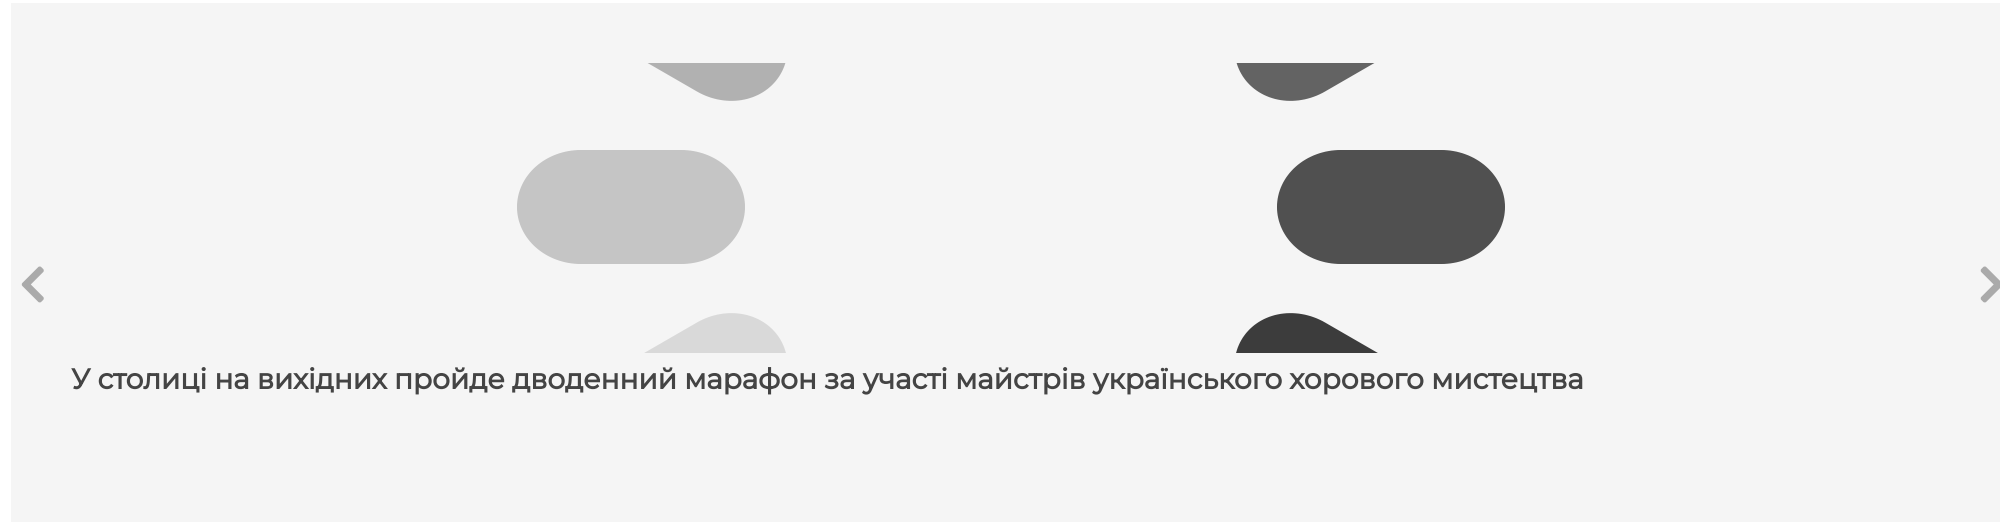 У столиці на вихідних пройде дводенний марафон за участі майстрів українського хорового мистецтва